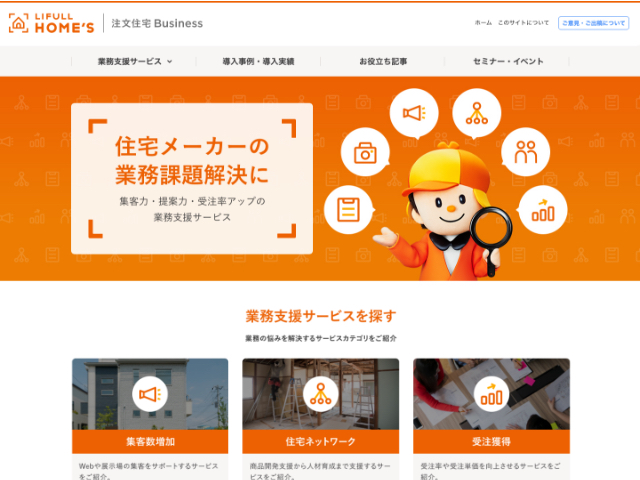 LIFULL
HOME'S
注文住宅 Business
ホーム
このサイトについて
ご意見・ご出稿について
業務支援サービス
導入事例・導入実績
お役立ち記事
セミナー・イベント
住宅メーカーの
業務課題解決に
集客力・提案力・受注率アップの
業務支援サービス
業務支援サービスを探す
業務の悩みを解決するサービスカテゴリをご紹介
集客数増加
住宅ネットワーク
受注獲得
Webや展示場の集客をサポートするサービス
をご紹介。
商品開発支援から人材育成まで支援するサー
ビスをご紹介。
受注率や受注単価を向上させるサービスをご
紹介。